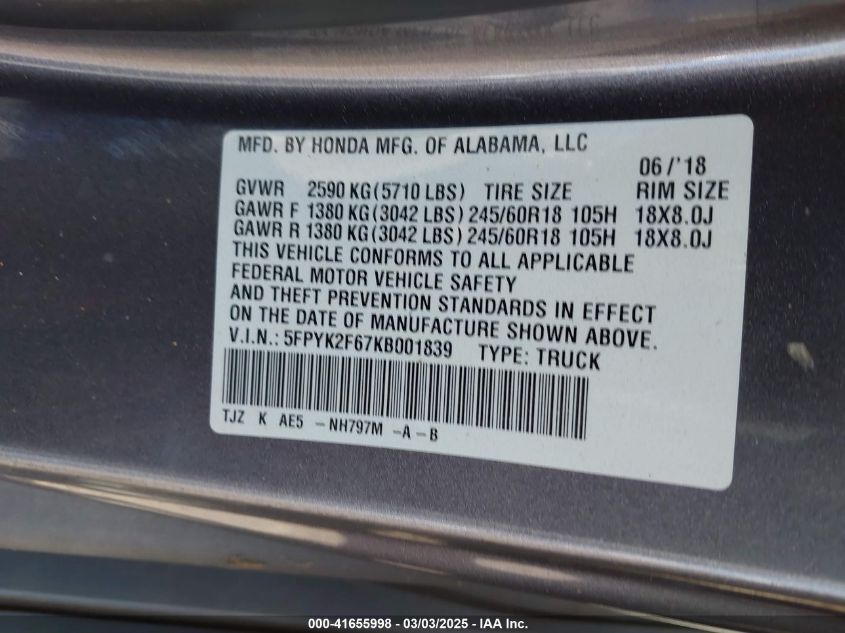 MFD. BY HONDA MFG. OF ALABAMA, LLC
06/'18
GVWR 2590 KG(5710 LBS) TIRE SIZE RIM SIZE
GAWR F 1380 KG(3042 LBS) 245/60R18 105H 18X8.0J
GAWR R 1380 KG(3042 LBS) 245/60R18 105H 18X8.0J
THIS VEHICLE CONFORMS TO ALL APPLICABLE
FEDERAL MOTOR VEHICLE SAFETY
AND THEFT PREVENTION STANDARDS IN EFFECT
ON THE DATE OF MANUFACTURE SHOWN ABOVE.
V.I.N.: 5FPYK2F67KB001839 TYPE: TRUCK
TJZ K AE5 -NH797M -A-B
000-41655998 - 03/03/2025 - IAA Inc.